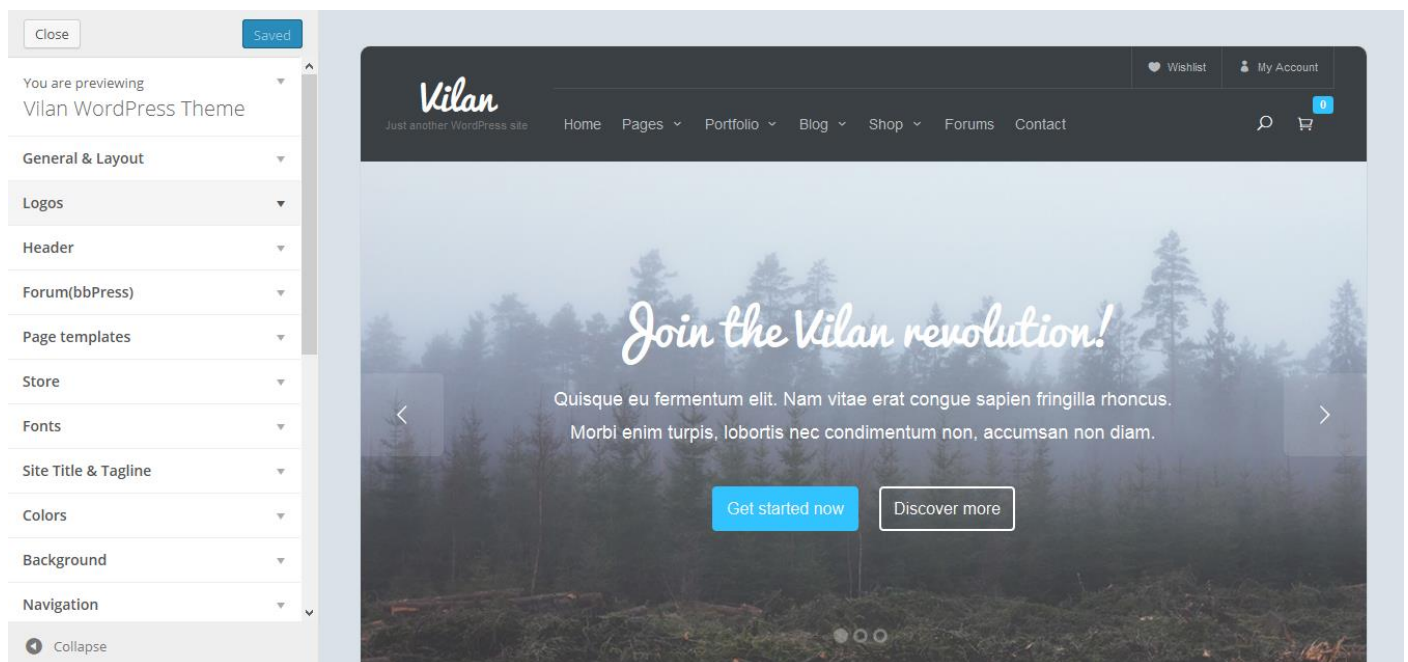 Close
Saved
You are previewing
Vilan WordPress Theme
General & Layout
Logos
Header
Forum(bbPress)
Page templates
Store
Fonts
Site Title & Tagline
Colors
Background
Navigation
Collapse
Wishlist
My Account
Vilan
Just another WordPress site
Home Pages Portfolio Blog Shop Forums Contact
0
Join the Vilan revolution!
Quisque eu fermentum elit. Nam vitae erat congue sapien fringilla rhoncus.
Morbi enim turpis, lobortis nec condimentum non, accumsan non diam.
Get started now
Discover more